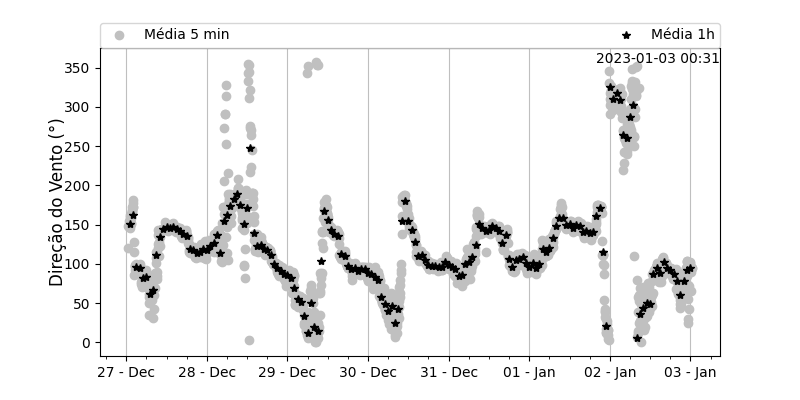 Média 5 min
Média 1h
2023-01-03 00:31
Direção do Vento (°)
350
300
250
200
150
100
50
0
27 - Dec
28 - Dec
29 - Dec
30 - Dec
31 - Dec
01 - Jan
02 - Jan
03 - Jan